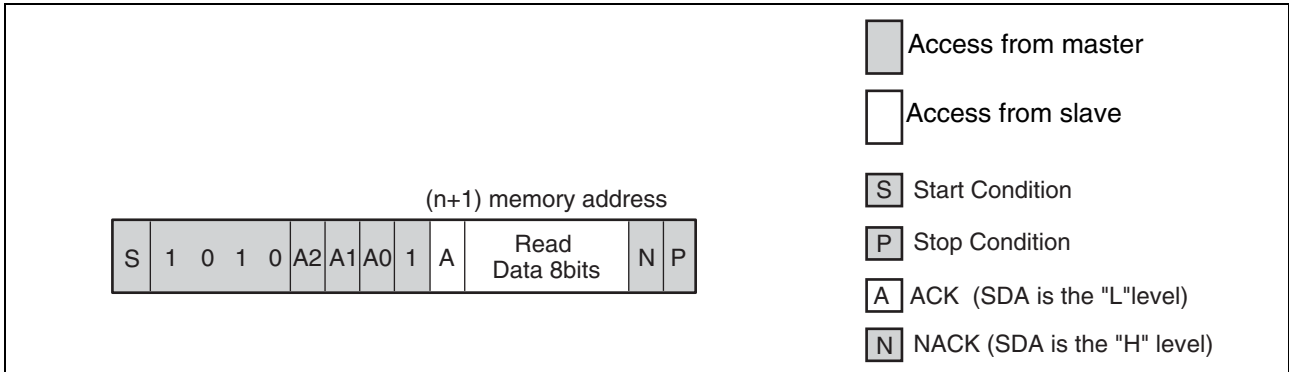 Access from master
Access from slave
(n+1) memory address
S 1 0 1 0 A2 A1 A0 1 A Read Data 8bits N P
S Start Condition
P Stop Condition
A ACK (SDA is the "L"level)
N NACK (SDA is the "H" level)